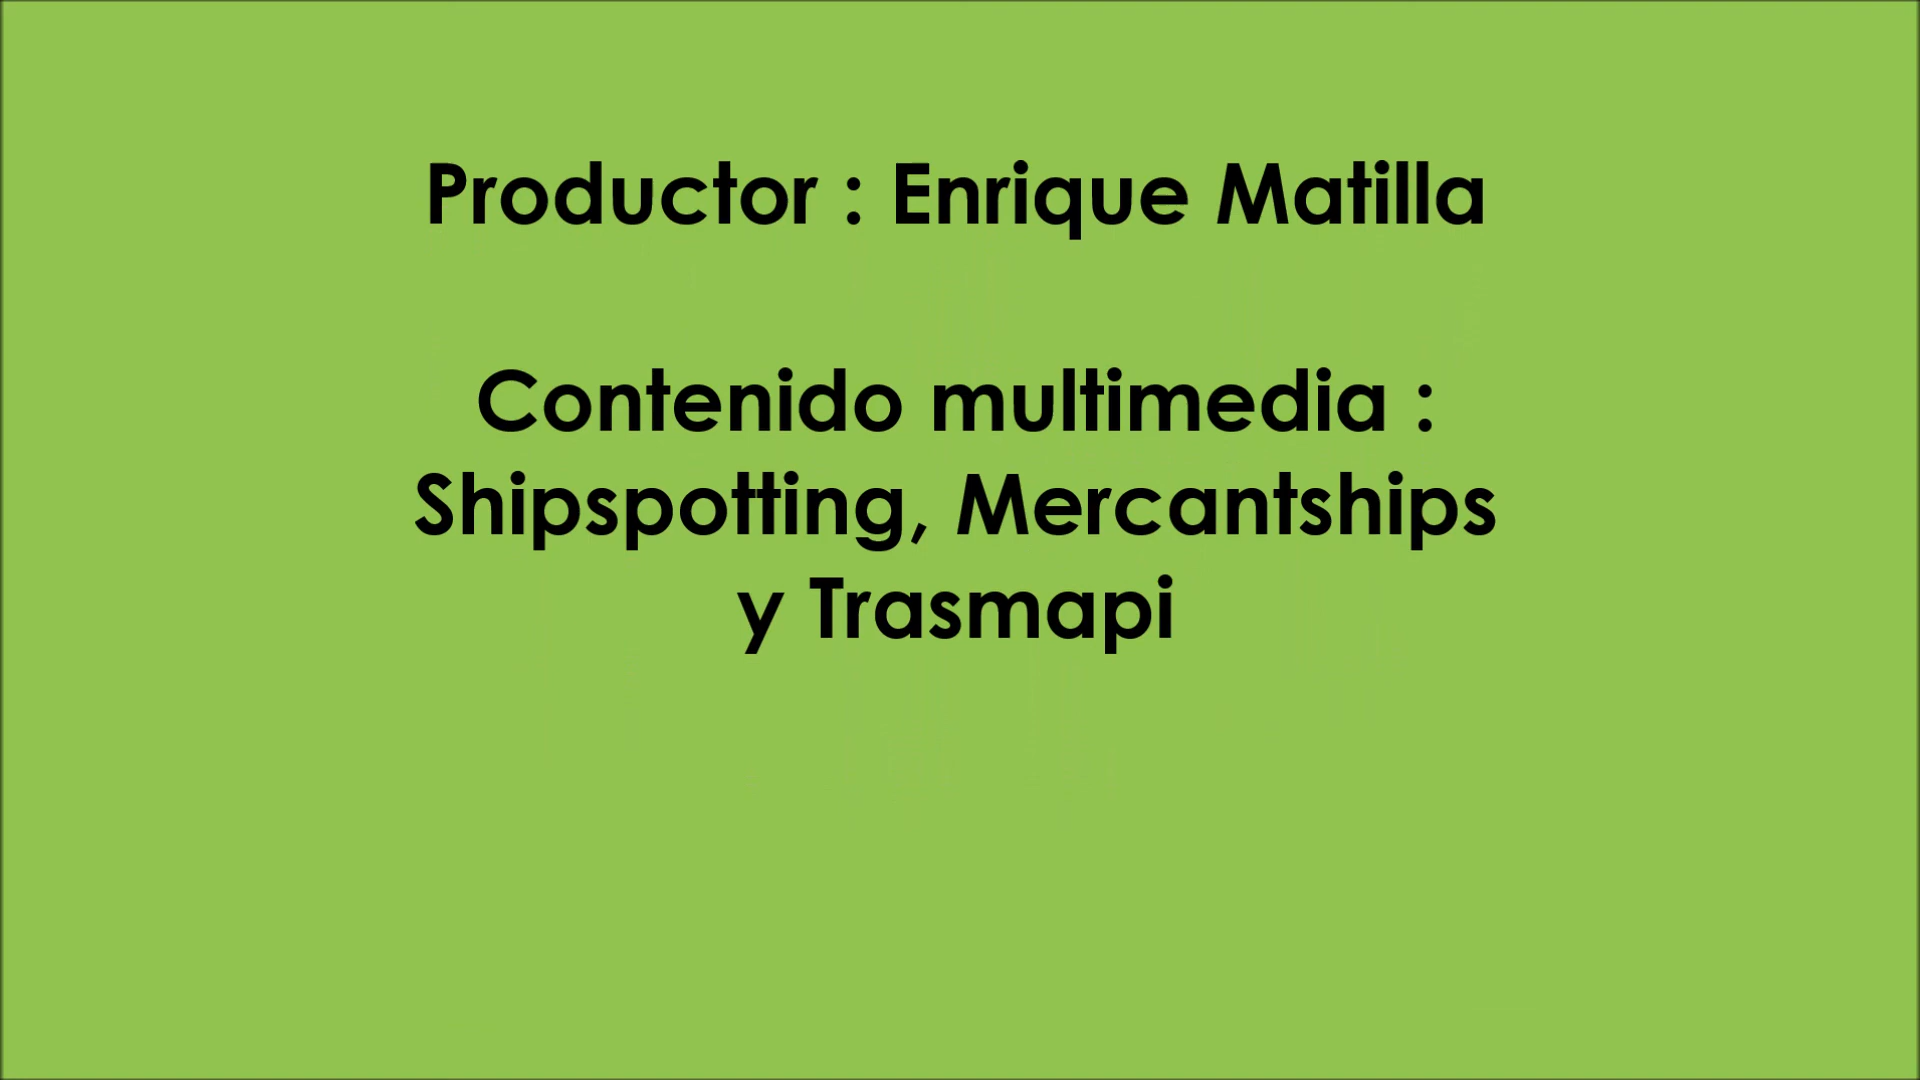 Productor : Enrique Matilla
Contenido multimedia :
Shipspotting, Mercantships
y Trasmapi